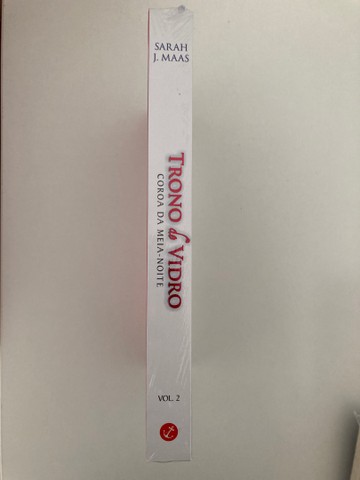 SARAH
J. MAAS
TRONO de VIDRO
COROA DA MEIA-NOITE
VOL. 2